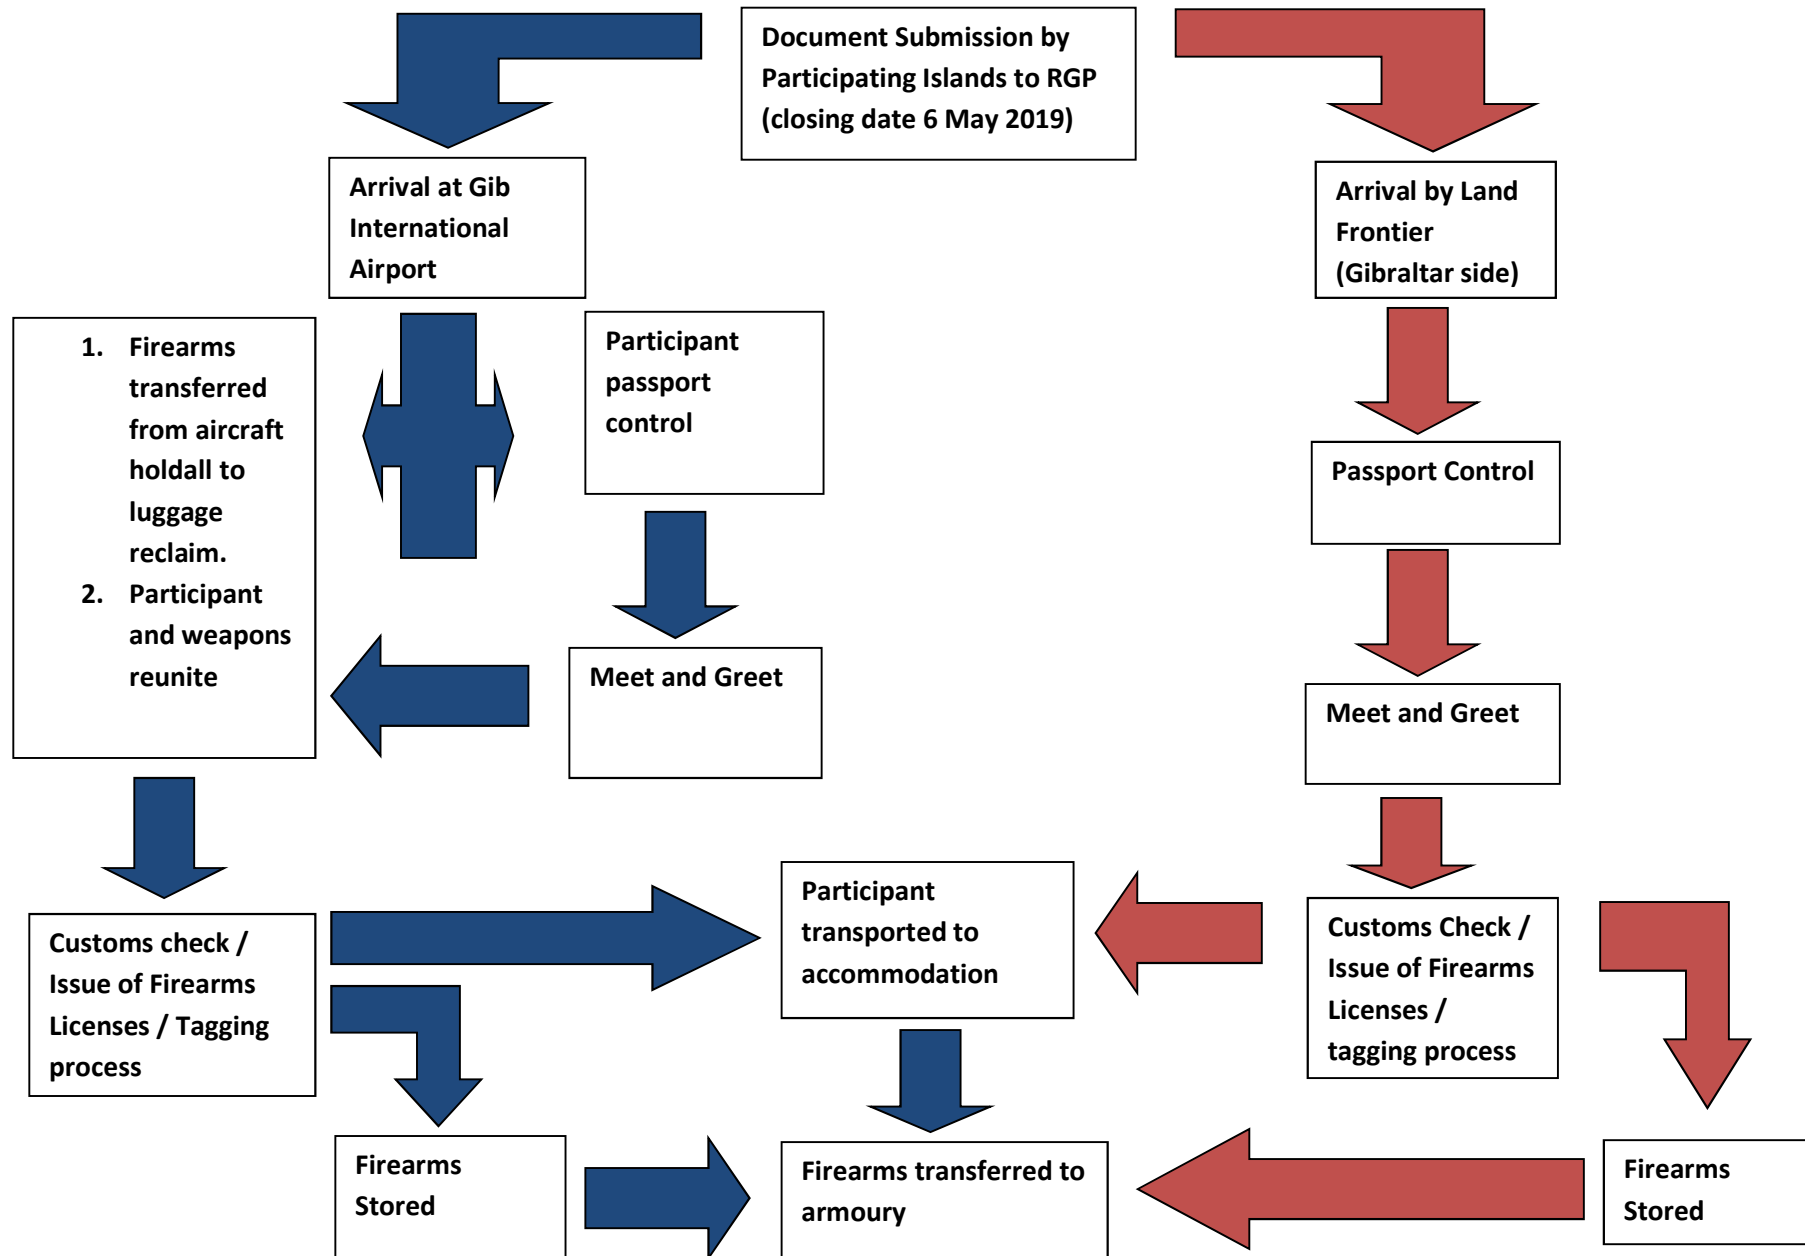 Document Submission by
Participating Islands to RGP
(closing date 6 May 2019)
Arrival at Gib
International
Airport
Arrival by Land
Frontier
(Gibraltar side)
1. Firearms
transferred
from aircraft
holdall to
luggage
reclaim.
2. Participant
and weapons
reunite
Participant
passport
control
Passport Control
Meet and Greet
Meet and Greet
Customs check /
Issue of Firearms
Licenses / Tagging
process
Participant
transported to
accommodation
Customs Check /
Issue of Firearms
Licenses /
tagging process
Firearms
Stored
Firearms transferred to
armoury
Firearms
Stored